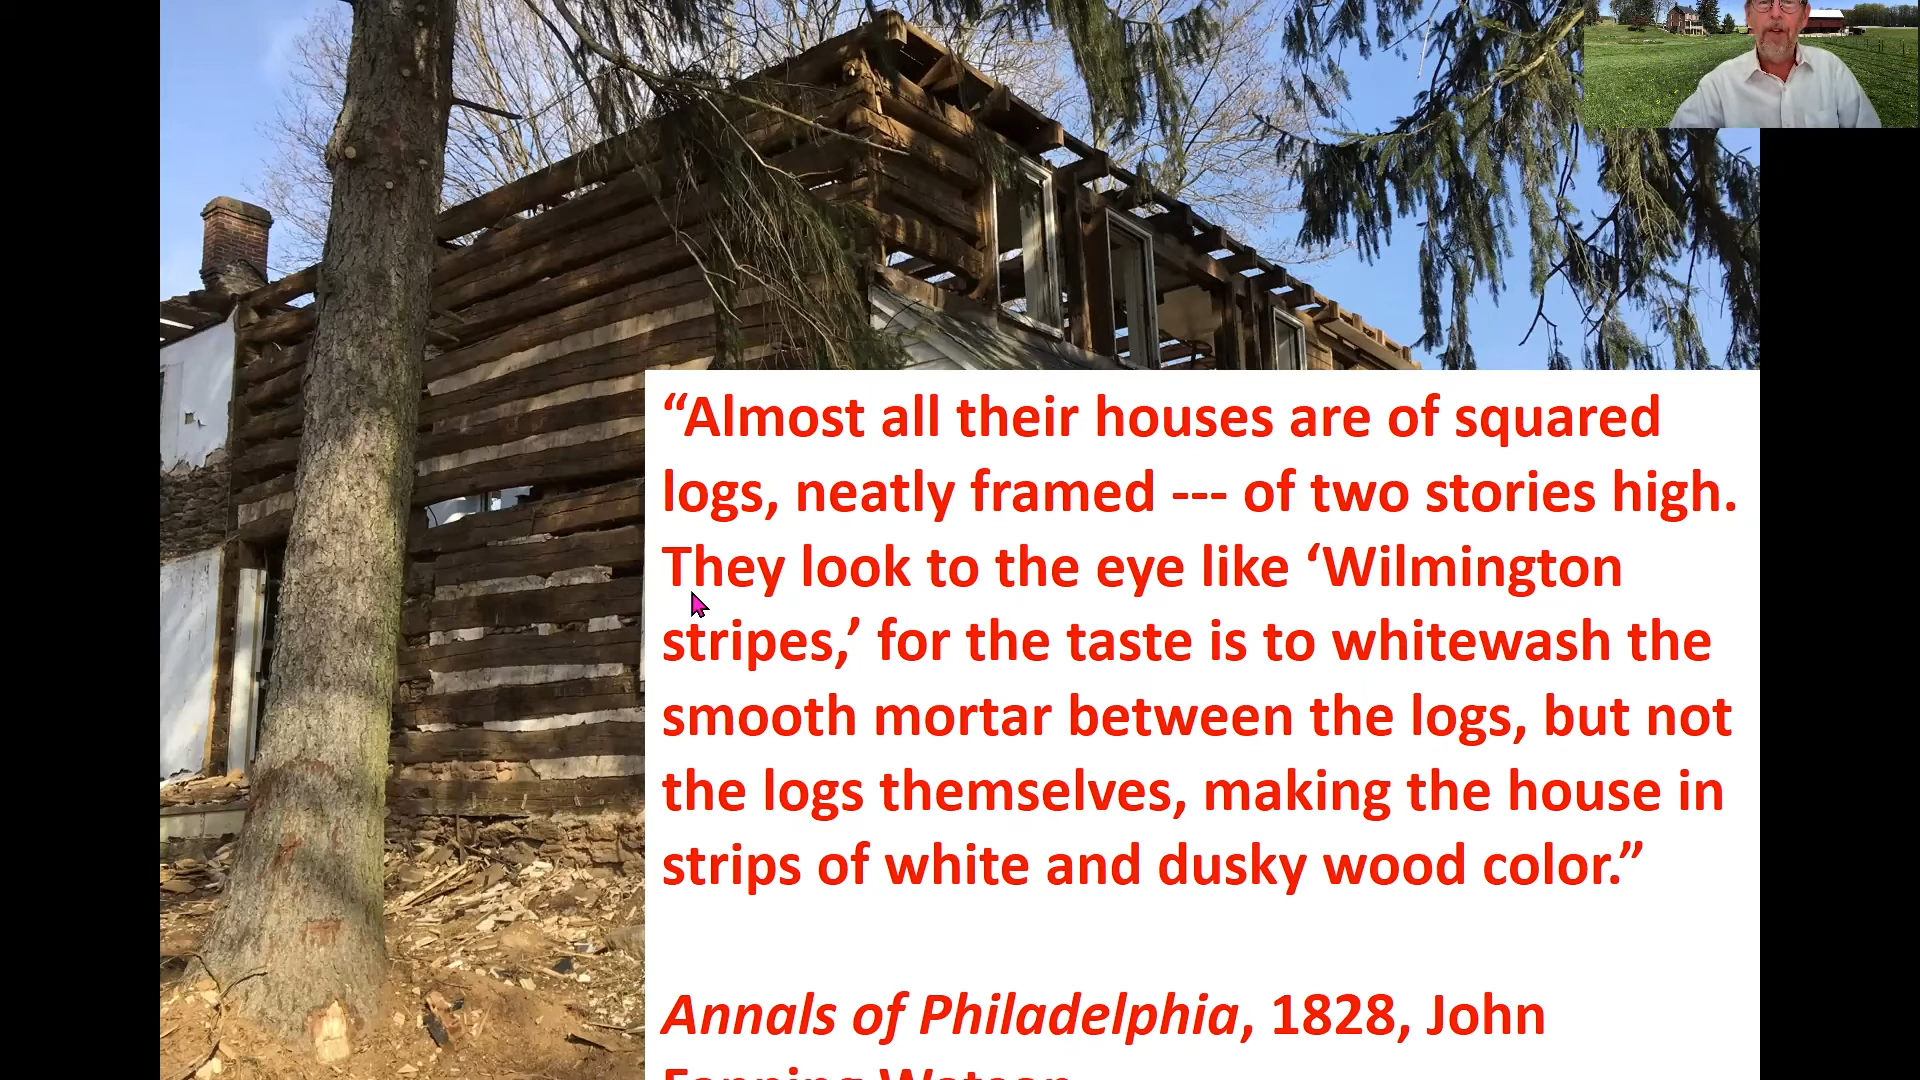 “Almost all their houses are of squared
logs, neatly framed --- of two stories high.
They look to the eye like ‘Wilmington
stripes,’ for the taste is to whitewash the
smooth mortar between the logs, but not
the logs themselves, making the house in
strips of white and dusky wood color.”
Annals of Philadelphia, 1828, John
Fanning Watson